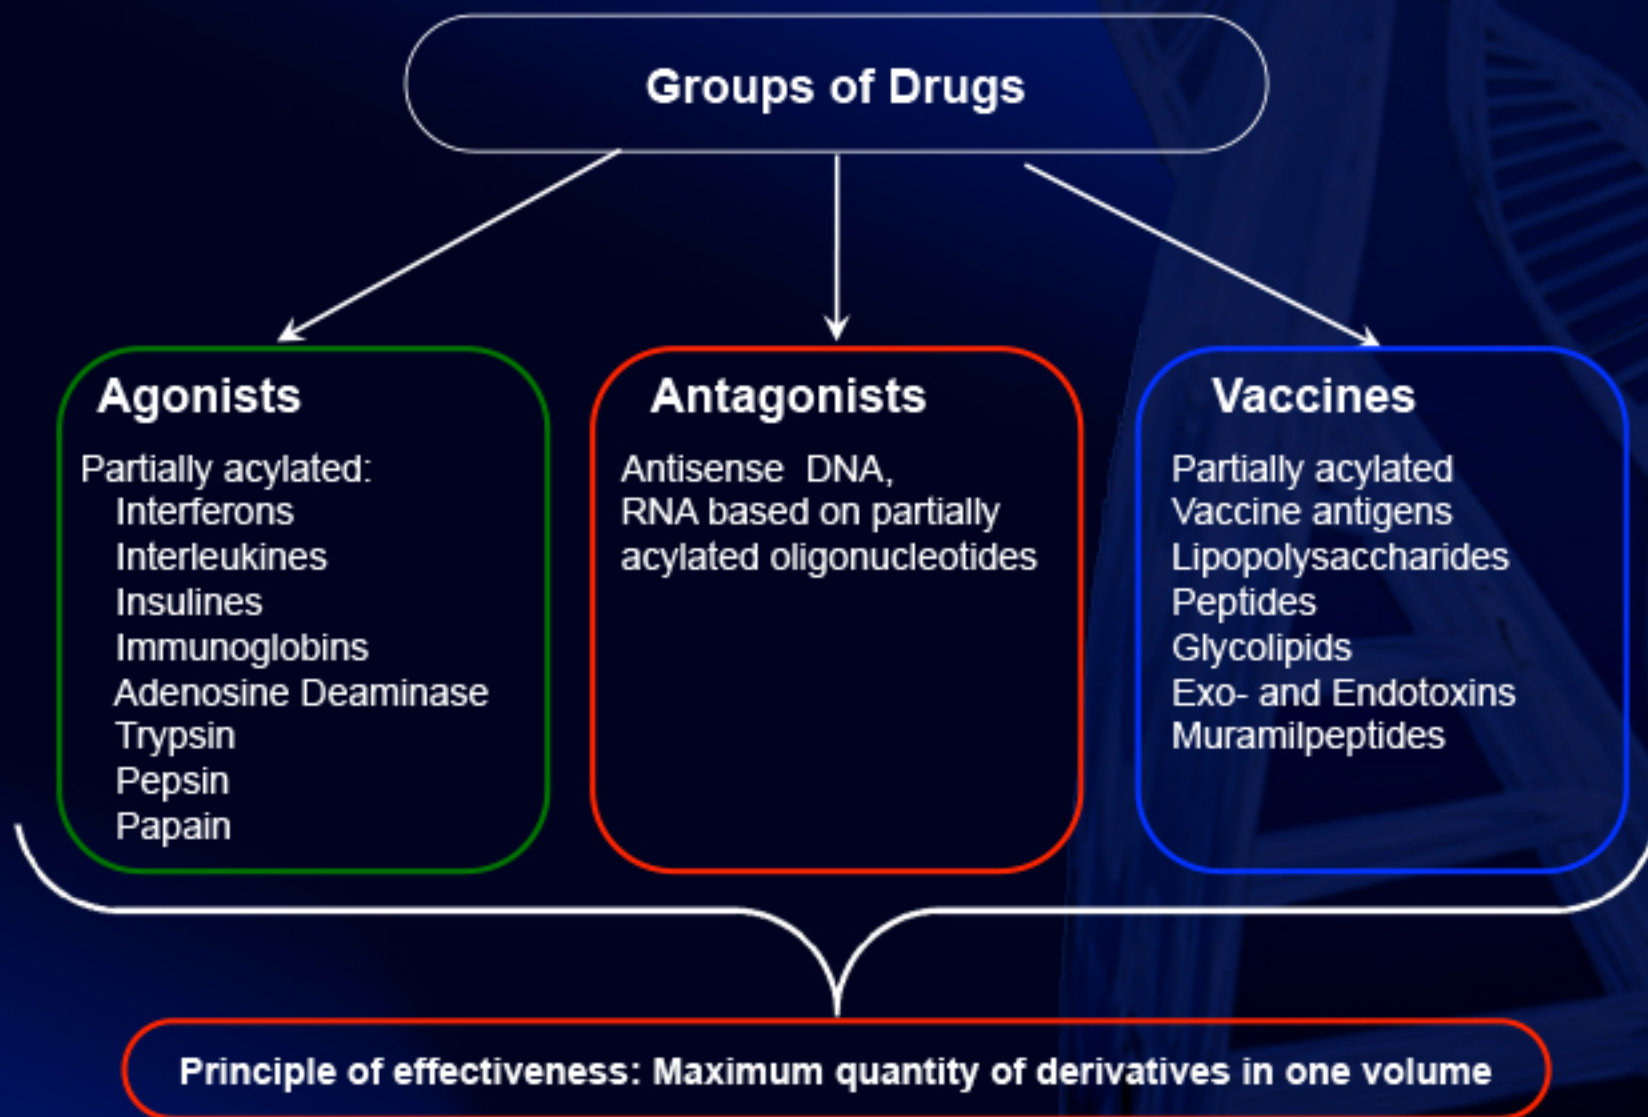 Groups of Drugs
Agonists
Partially acylated:
Interferons
Interleukines
Insulines
Immunoglobins
Adenosine Deaminase
Trypsin
Pepsin
Papain
Antagonists
Antisense DNA,
RNA based on partially
acylated oligonucleotides
Vaccines
Partially acylated
Vaccine antigens
Lipopolysaccharides
Peptides
Glycolipids
Exo- and Endotoxins
Muramilpeptides
Principle of effectiveness: Maximum quantity of derivatives in one volume